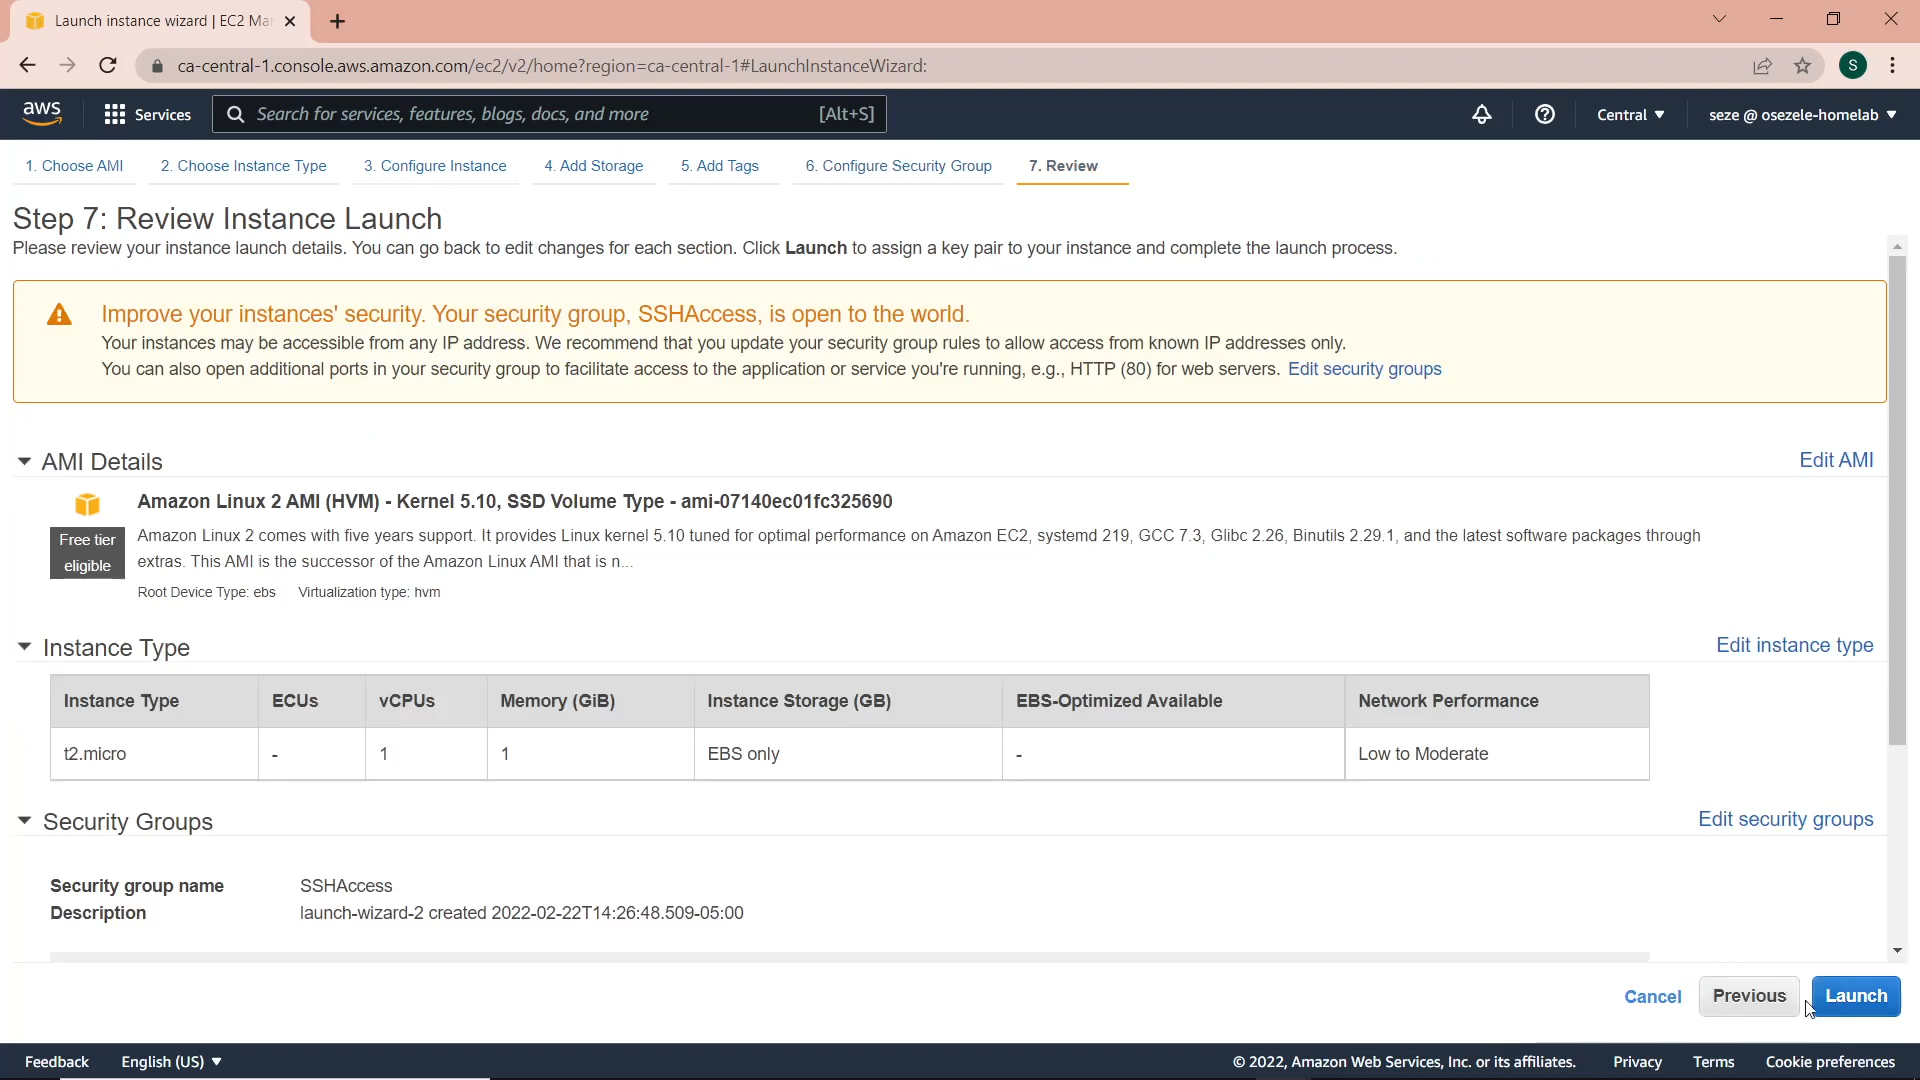 Launch instance wizard | EC2 Ma
ca-central-1.console.aws.amazon.com/ec2/v2/home?region=ca-central-1#LaunchInstanceWizard:
S
aws
Services
Search for services, features, blogs, docs, and more
[Alt+S]
Central
seze @ osezele-homelab
1. Choose AMI
2. Choose Instance Type
3. Configure Instance
4. Add Storage
5. Add Tags
6. Configure Security Group
7. Review
Step 7: Review Instance Launch
Please review your instance launch details. You can go back to edit changes for each section. Click Launch to assign a key pair to your instance and complete the launch process.
Improve your instances' security. Your security group, SSHAccess, is open to the world.
Your instances may be accessible from any IP address. We recommend that you update your security group rules to allow access from known IP addresses only.
You can also open additional ports in your security group to facilitate access to the application or service you're running, e.g., HTTP (80) for web servers. Edit security groups
AMI Details
Edit AMI
Amazon Linux 2 AMI (HVM) - Kernel 5.10, SSD Volume Type - ami-07140ec01fc325690
Free tier
eligible
Amazon Linux 2 comes with five years support. It provides Linux kernel 5.10 tuned for optimal performance on Amazon EC2, systemd 219, GCC 7.3, Glibc 2.26, Binutils 2.29.1, and the latest software packages through
extras. This AMI is the successor of the Amazon Linux AMI that is n...
Root Device Type: ebs Virtualization type: hvm
Instance Type
Edit instance type
Instance Type ECUs vCPUs Memory (GiB) Instance Storage (GB) EBS-Optimized Available Network Performance
t2.micro - 1 1 EBS only - Low to Moderate
Security Groups
Edit security groups
Security group name SSHAccess
Description launch-wizard-2 created 2022-02-22T14:26:48.509-05:00
Cancel
Previous
Launch
Feedback
English (US)
© 2022, Amazon Web Services, Inc. or its affiliates.
Privacy
Terms
Cookie preferences